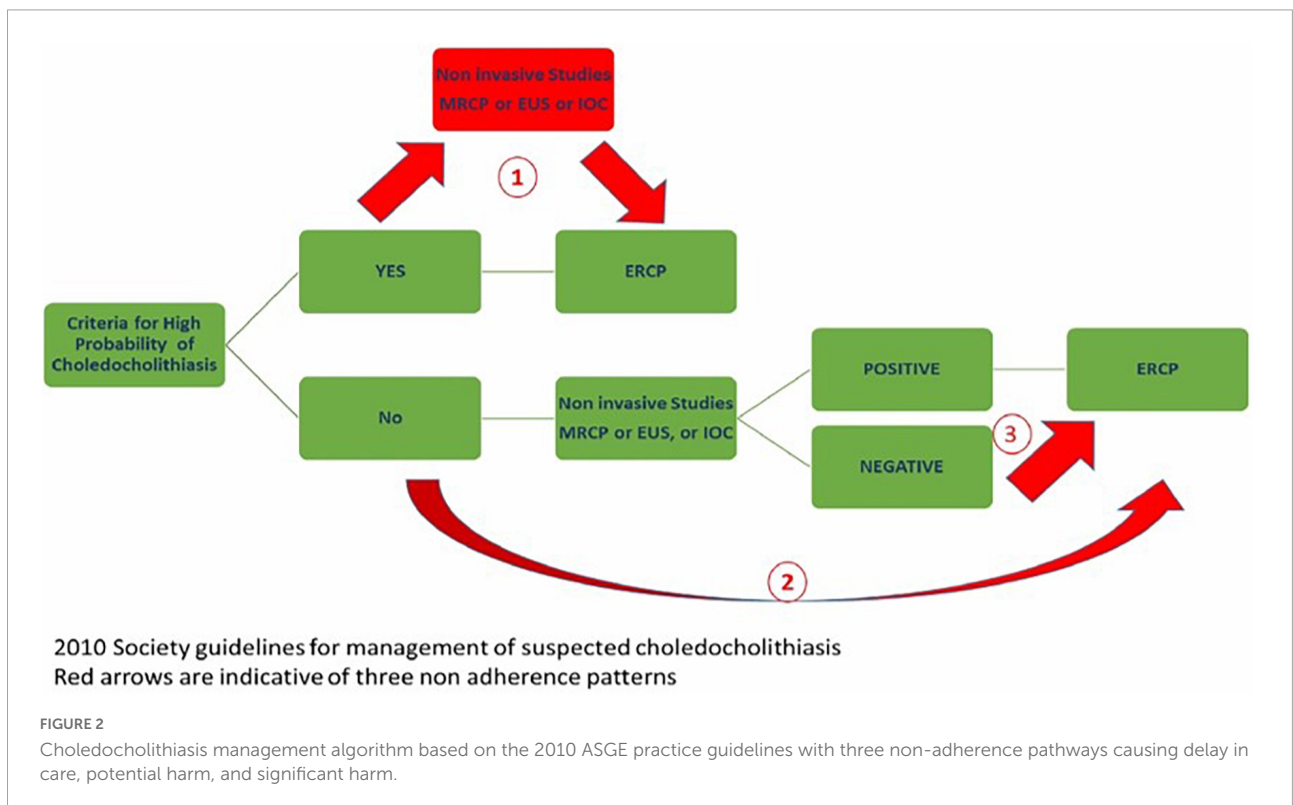 Non invasive Studies
MRCP or EUS or IOC
1
YES
ERCP
Criteria for High
Probability of
Choledocholithiasis
No
Non invasive Studies
MRCP or EUS, or IOC
POSITIVE
ERCP
3
NEGATIVE
2
2010 Society guidelines for management of suspected choledocholithiasis
Red arrows are indicative of three non adherence patterns
FIGURE 2
Choledocholithiasis management algorithm based on the 2010 ASGE practice guidelines with three non-adherence pathways causing delay in
care, potential harm, and significant harm.